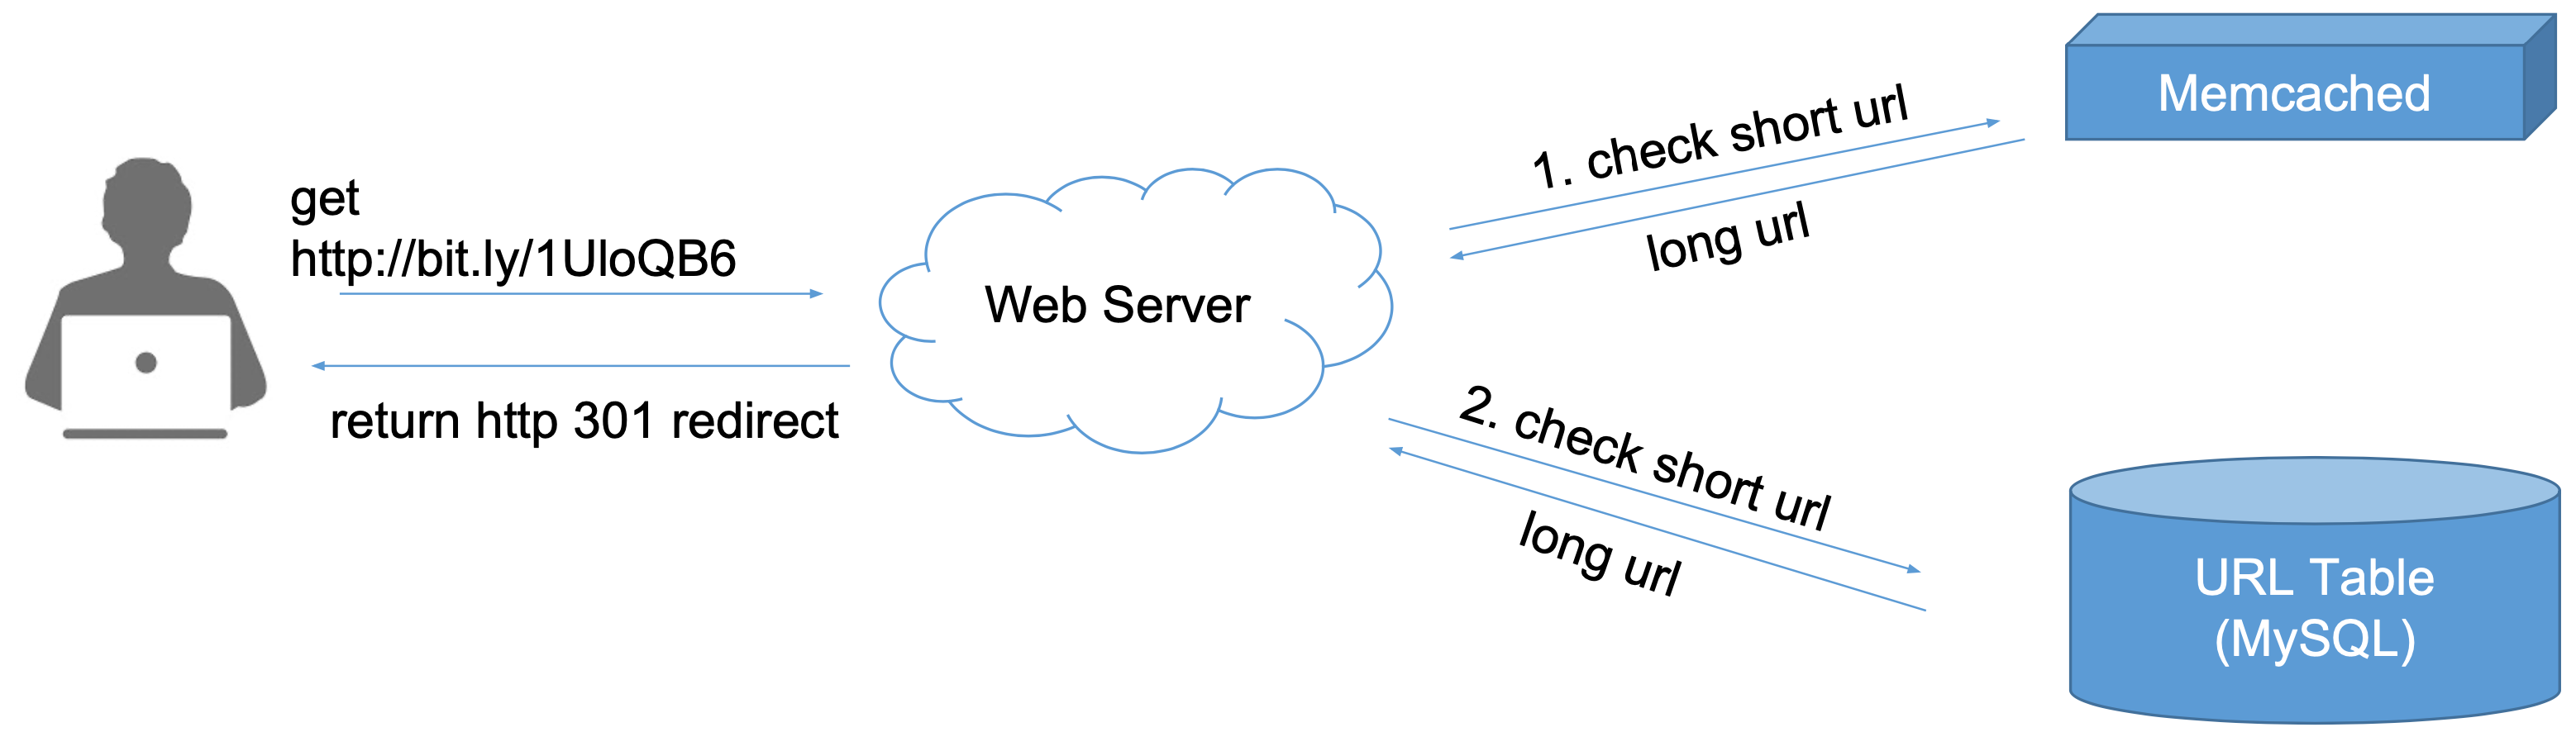 get
http://bit.ly/1UloQB6
return http 301 redirect
Web Server
1. check short url
long url
Memcached
2. check short url
long url
URL Table
(MySQL)